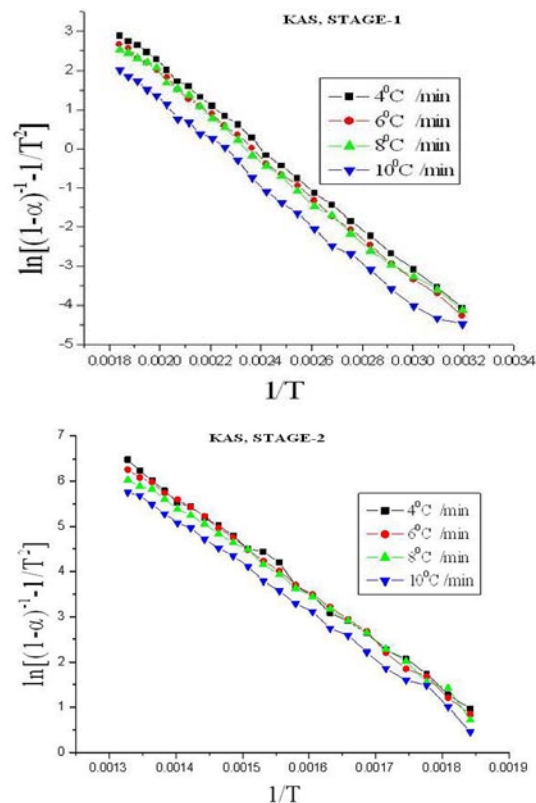 KAS, STAGE-1
4⁰C /min
6⁰C /min
8⁰C /min
10⁰C /min
ln[(1-α)⁻¹-1/T²]
3
2
1
0
-1
-2
-3
-4
-5
0.0018 0.0020 0.0022 0.0024 0.0026 0.0028 0.0030 0.0032 0.0034
1/T
KAS, STAGE-2
4⁰C /min
6⁰C /min
8⁰C /min
10⁰C /min
ln[(1-α)⁻¹-1/T²]
7
6
5
4
3
2
1
0
0.0013 0.0014 0.0015 0.0016 0.0017 0.0018 0.0019
1/T